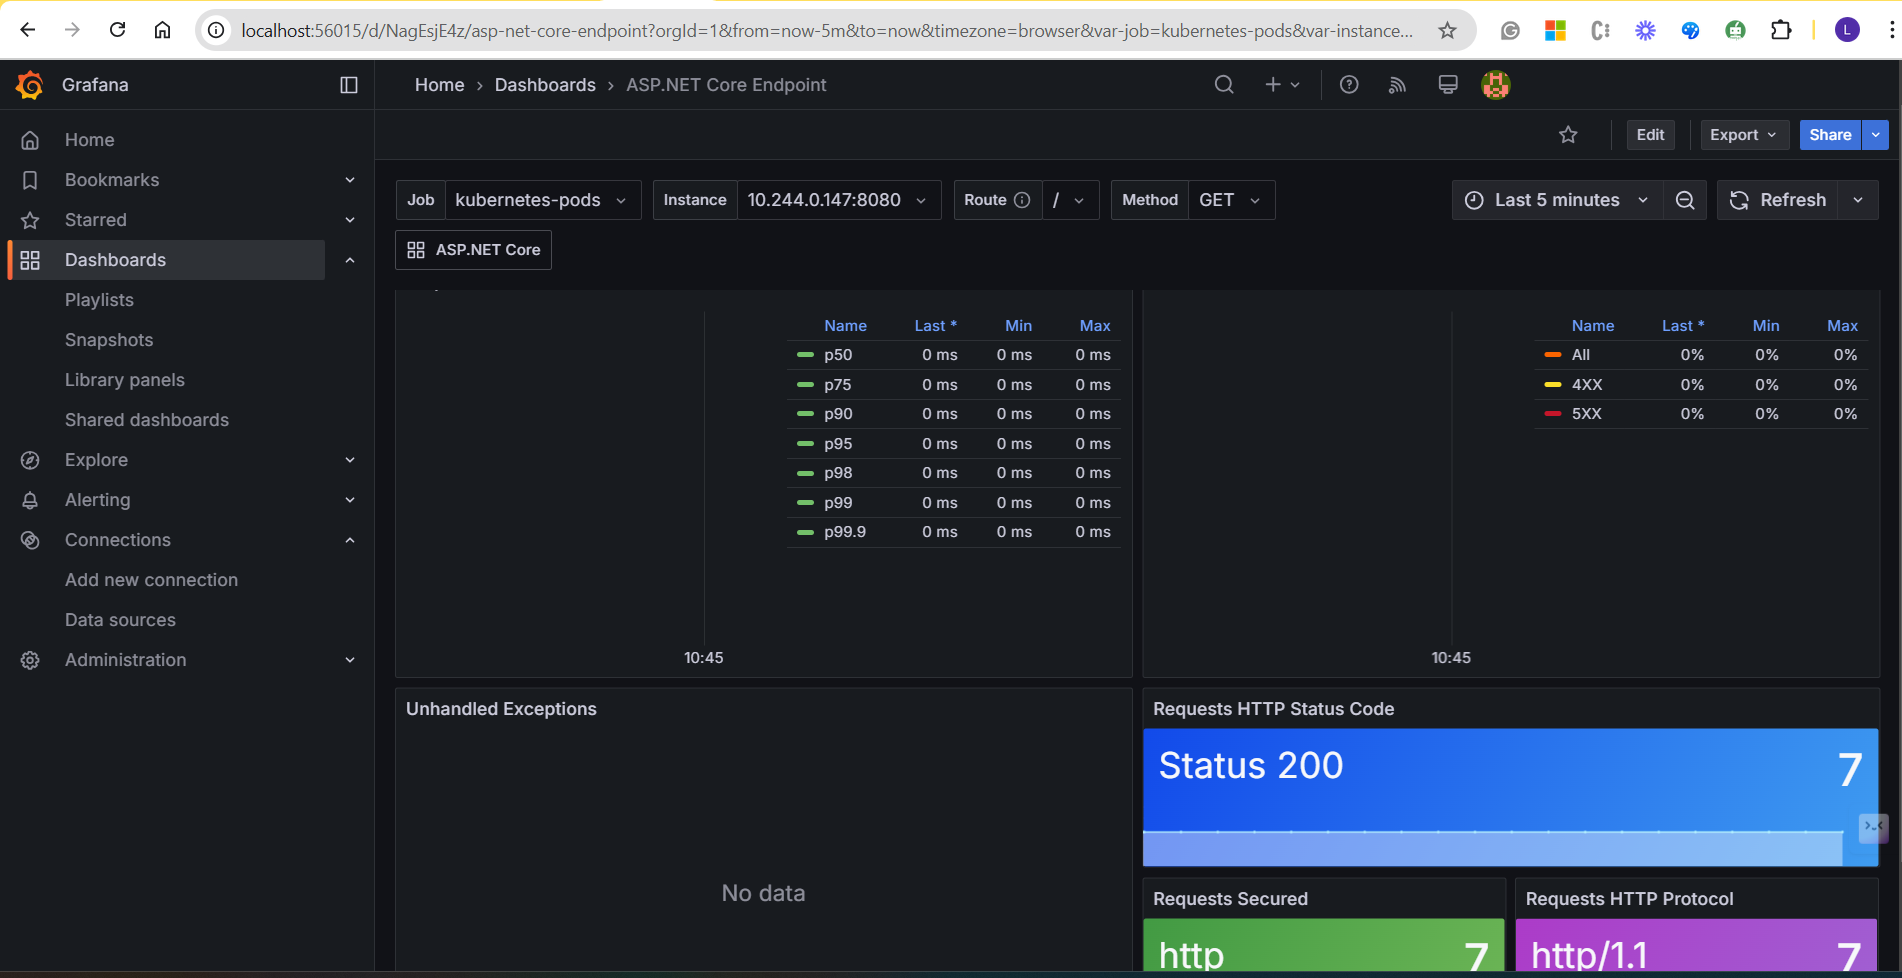 localhost:56015/d/NagEsjE4z/asp-net-core-endpoint?orgId=1&from=now-5m&to=now&timezone=browser&var-job=kubernetes-pods&var-instance...
L
Grafana
Home › Dashboards › ASP.NET Core Endpoint
Edit Export Share
Home
Bookmarks
Starred
Dashboards
Playlists
Snapshots
Library panels
Shared dashboards
Explore
Alerting
Connections
Add new connection
Data sources
Administration
Job kubernetes-pods Instance 10.244.0.147:8080 Route / Method GET Last 5 minutes Refresh
ASP.NET Core
Name Last * Min Max
p50 0 ms 0 ms 0 ms
p75 0 ms 0 ms 0 ms
p90 0 ms 0 ms 0 ms
p95 0 ms 0 ms 0 ms
p98 0 ms 0 ms 0 ms
p99 0 ms 0 ms 0 ms
p99.9 0 ms 0 ms 0 ms
10:45
Name Last * Min Max
All 0% 0% 0%
4XX 0% 0% 0%
5XX 0% 0% 0%
10:45
Unhandled Exceptions
No data
Requests HTTP Status Code
Status 200 7
Requests Secured
http 7
Requests HTTP Protocol
http/1.1 7